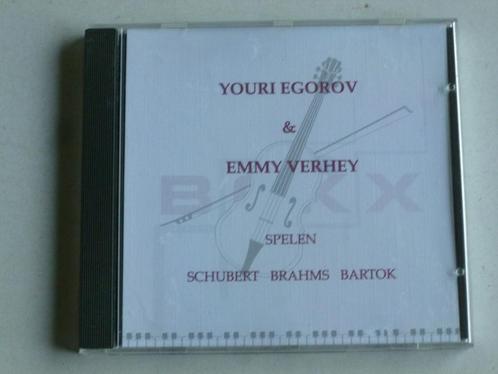 YOURI EGOROV
&
EMMY VERHEY
SPELEN
SCHUBERT BRAHMS BARTOK